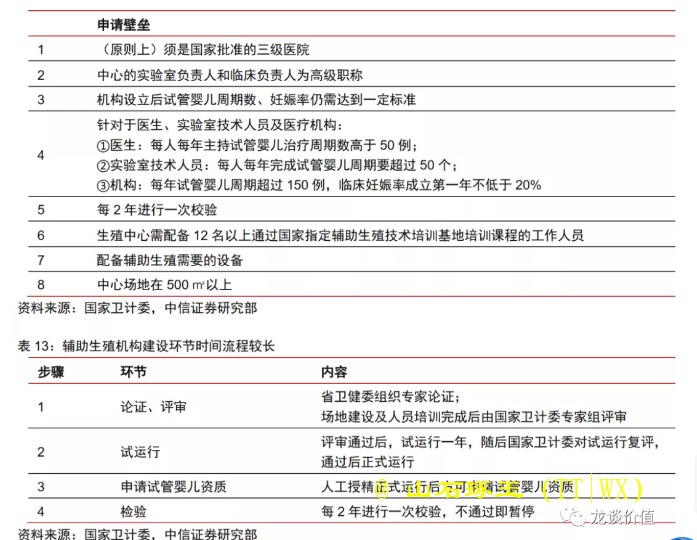 申请壁垒
1 （原则上）须是国家批准的三级医院
2 中心的实验室负责人和临床负责人为高级职称
3 机构设立后试管婴儿周期数、妊娠率仍需达到一定标准
针对于医生、实验室技术人员及医疗机构：
①医生：每人每年主持试管婴儿治疗周期数高于 50 例；
4 ②实验室技术人员：每人每年完成试管婴儿周期要超过 50 个；
③机构：每年试管婴儿周期超过 150 例，临床妊娠率成立第一年不低于 20%
5 每 2 年进行一次校验
6 生殖中心需配备 12 名以上通过国家指定辅助生殖技术培训基地培训课程的工作人员
7 配备辅助生殖需要的设备
8 中心场地在 500 ㎡以上
资料来源：国家卫计委，中信证券研究部
表 13：辅助生殖机构建设环节时间流程较长
步骤 环节 内容
省卫健委组织专家论证；
1 论证、评审
场地建设及人员培训完成后由国家卫计委专家组评审
评审通过后，试运行一年，随后国家卫计委对试运行复评，
2 试运行
通过后正式运行
3 申请试管婴儿资质 人工授精正式运行后方可申请试管婴儿资质
(TT|WX)
4 检验 每 2 年进行一次校验，不通过即暂停
龙谈价值
资料来源：国家卫计委，中信证券研究部